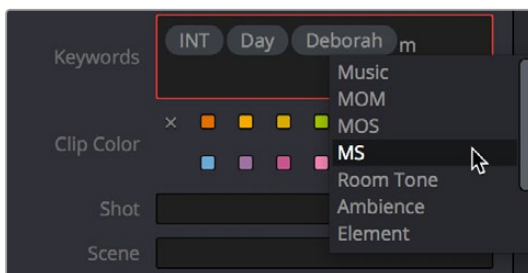 Keywords INT Day Deborah m
Music
MOM
MOS
Clip Color
MS
Room Tone
Shot
Ambience
Element
Scene